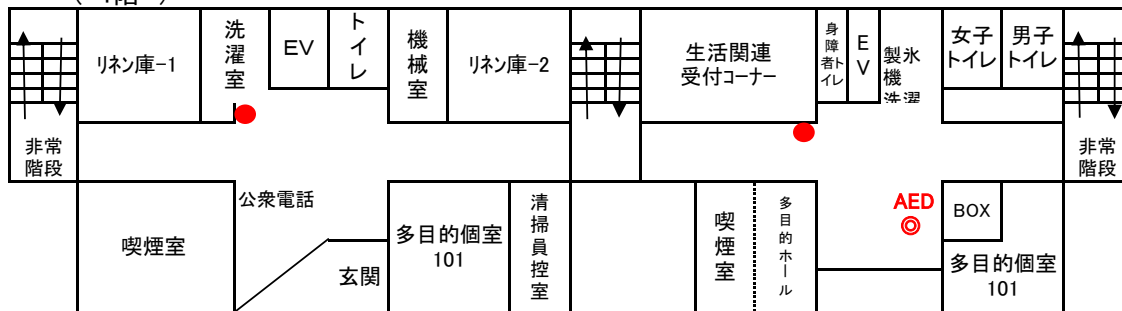 (1階)
リネン庫-1
洗
濯
室
EV
ト
イ
レ
機
械
室
リネン庫-2
生活関連
受付コーナー
身
障
者ト
イレ
E
V
製氷
機
洗濯
女子
トイレ
男子
トイレ
非常
階段
非常
階段
公衆電話
喫煙室
玄関
多目的個室
101
清
掃
員
控
室
喫
煙
室
多
目
的
ホ
ー
ル
AED
BOX
多目的個室
101